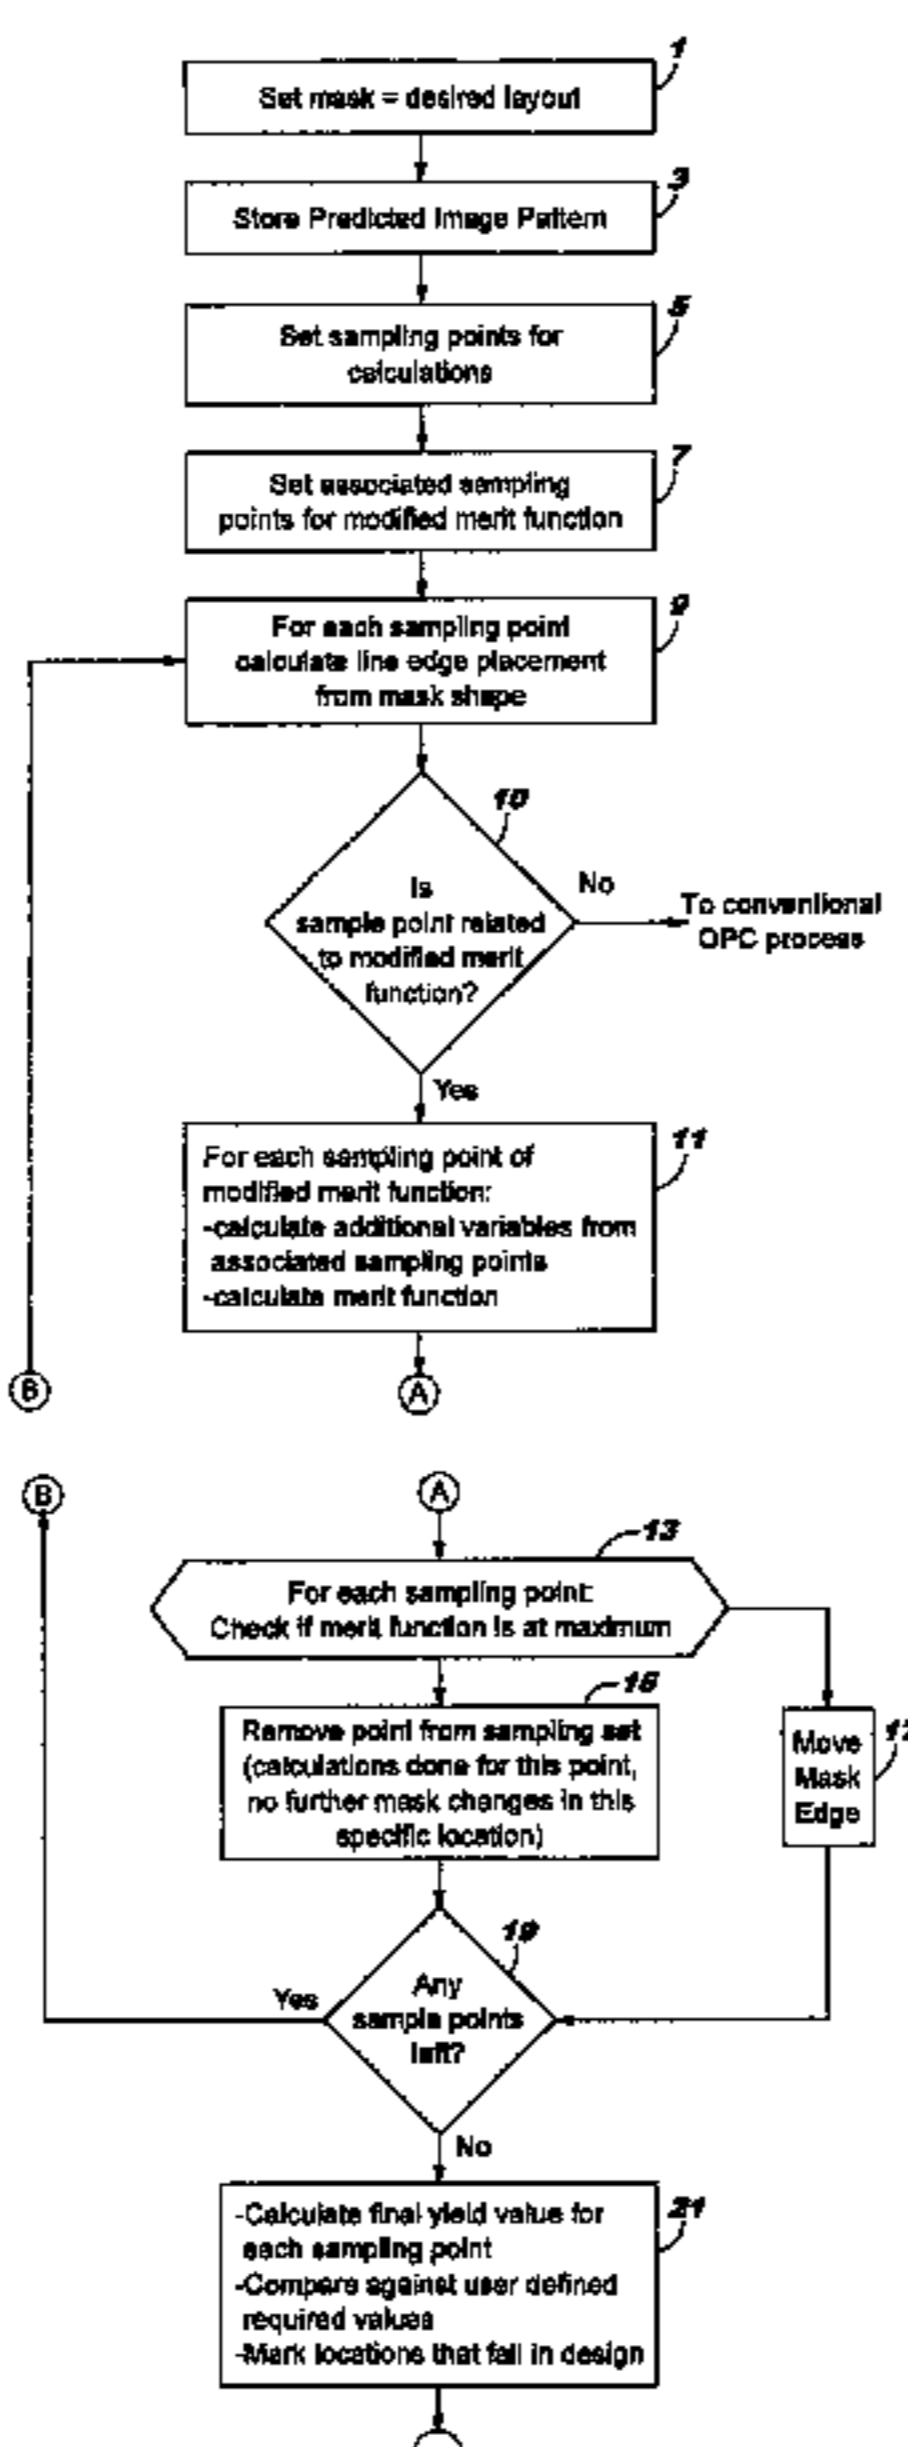 1
Set mask = desired layout
3
Store Predicted Image Pattern
5
Set sampling points for
calculations
7
Set associated sampling
points for modified merit function
9
For each sampling point
calculate line edge placement
from mask shape
10
Is
sample point related
to modified merit
function?
No
To conventional
OPC process
Yes
11
For each sampling point of
modified merit function:
-calculate additional variables from
associated sampling points
-calculate merit function
B
A
B
A
13
For each sampling point:
Check if merit function is at maximum
15
Remove point from sampling set
(calculations done for this point,
no further mask changes in this
specific location)
17
Move
Mask
Edge
19
Any
sample points
left?
Yes
No
21
-Calculate final yield value for
each sampling point
-Compare against user defined
required values
-Mark locations that fail in design